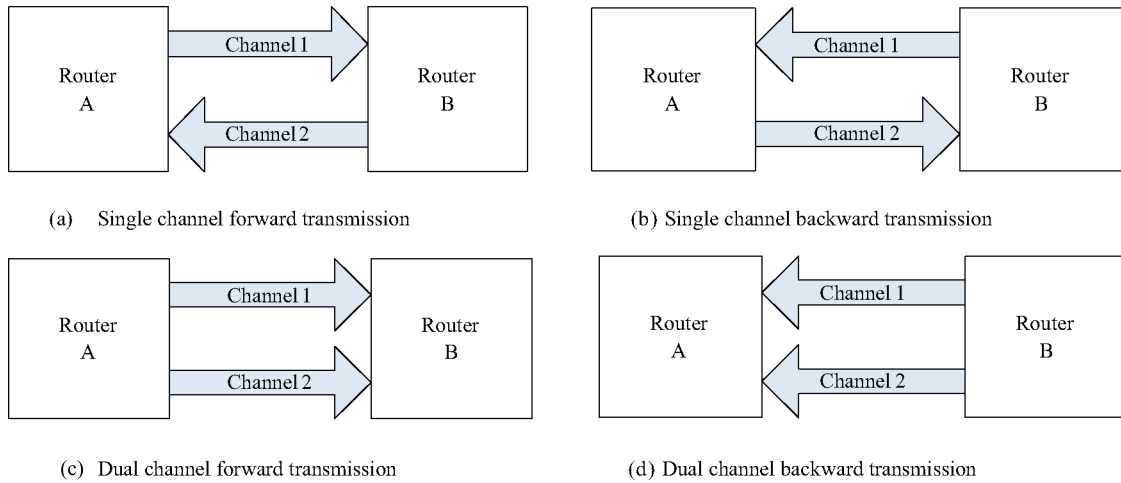 Router
A
Channel 1
Channel 2
Router
B
(a) Single channel forward transmission
Router
A
Channel 1
Channel 2
Router
B
(b) Single channel backward transmission
Router
A
Channel 1
Channel 2
Router
B
(c) Dual channel forward transmission
Router
A
Channel 1
Channel 2
Router
B
(d) Dual channel backward transmission